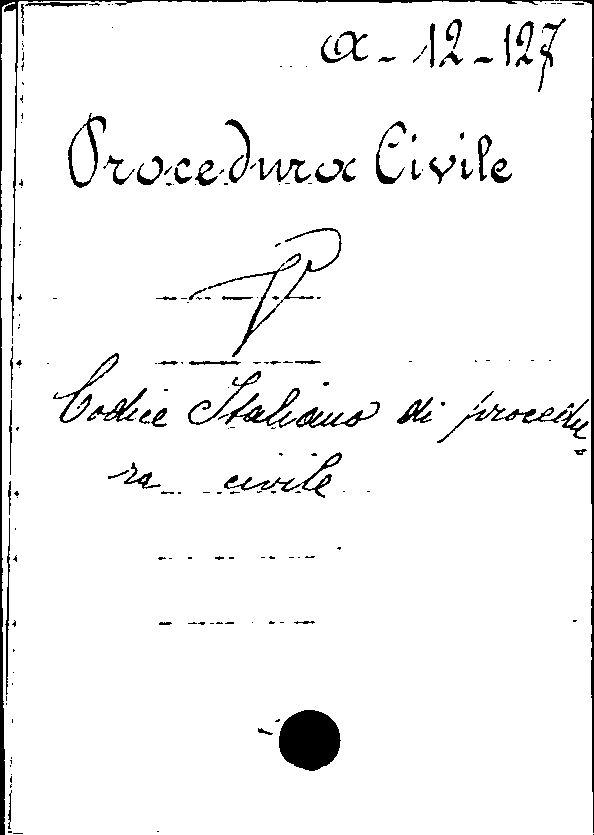 a-12-127
Procedura Civile
V
Codice Italiano di procedu-
ra civile